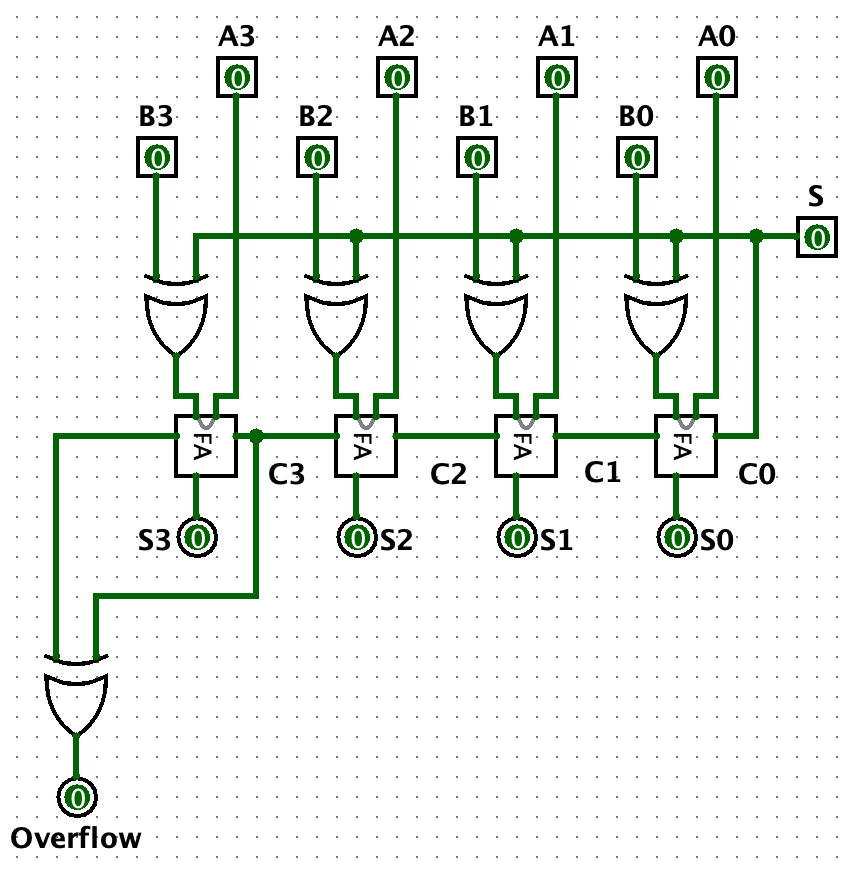 A3 A2 A1 A0
0 0 0 0
B3 B2 B1 B0
0 0 0 0
S
0
FA FA FA FA
C3 C2 C1 C0
S3 0 0 S2 0 S1 0 S0
0
Overflow